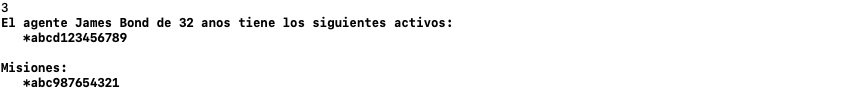 3
El agente James Bond de 32 anos tiene los siguientes activos:
*abcd123456789
Misiones:
*abc987654321